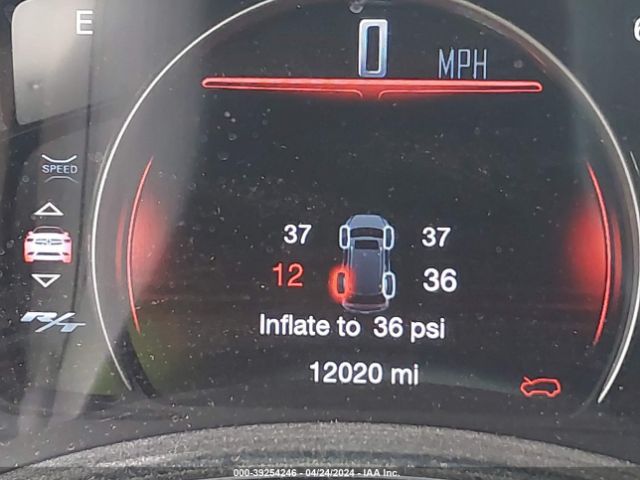 E
0 MPH
SPEED
37 37
12 36
R/T
Inflate to 36 psi
12020 mi
000-39254246 - 04/24/2024 - IAA Inc.